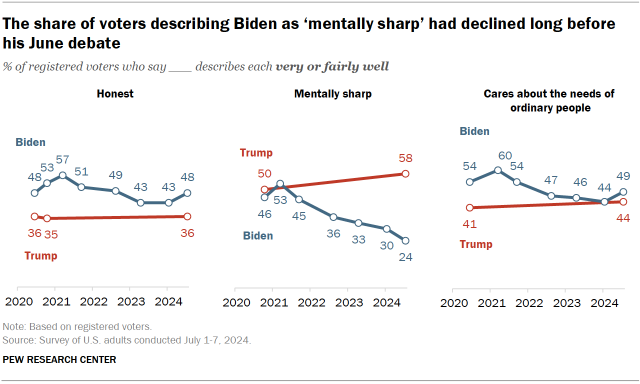 The share of voters describing Biden as ‘mentally sharp’ had declined long before
his June debate
% of registered voters who say ___ describes each very or fairly well
Honest
Biden
48 53 57 51 49 43 43 48
36 35 36
Trump
2020 2021 2022 2023 2024
Mentally sharp
Trump
50 58
46 53 45 36 33 30 24
Biden
2020 2021 2022 2023 2024
Cares about the needs of
ordinary people
Biden
54 60 54 47 46 44 49
41 44
Trump
2020 2021 2022 2023 2024
Note: Based on registered voters.
Source: Survey of U.S. adults conducted July 1-7, 2024.
PEW RESEARCH CENTER